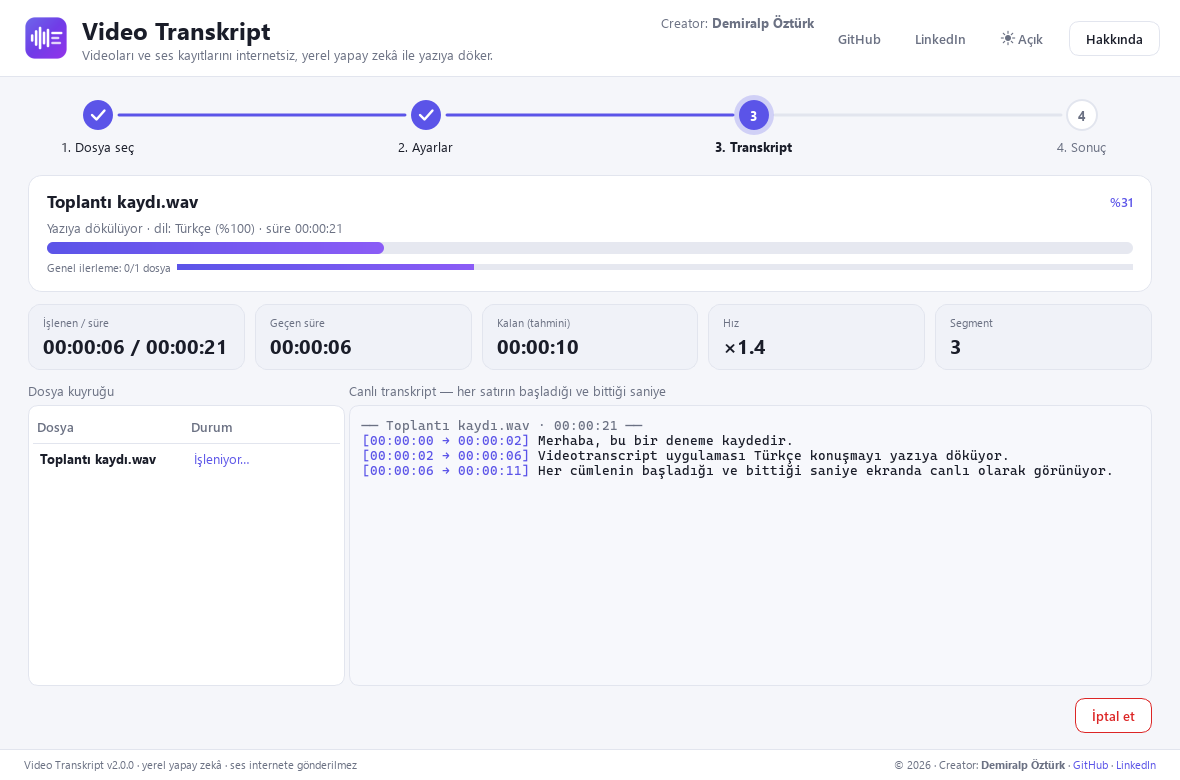 Video Transkript
Videoları ve ses kayıtlarını internetsiz, yerel yapay zekâ ile yazıya döker.
Creator: Demiralp Öztürk
GitHub
LinkedIn
☀ Açık
Hakkında
3
4
1. Dosya seç
2. Ayarlar
3. Transkript
4. Sonuç
Toplantı kaydı.wav
%31
Yazıya dökülüyor · dil: Türkçe (%100) · süre 00:00:21
Genel ilerleme: 0/1 dosya
İşlenen / süre
00:00:06 / 00:00:21
Geçen süre
00:00:06
Kalan (tahmini)
00:00:10
Hız
×1.4
Segment
3
Dosya kuyruğu
Dosya
Durum
Toplantı kaydı.wav
İşleniyor…
Canlı transkript — her satırın başladığı ve bittiği saniye
── Toplantı kaydı.wav · 00:00:21 ──
[00:00:00 → 00:00:02] Merhaba, bu bir deneme kaydedir.
[00:00:02 → 00:00:06] Videotranscript uygulaması Türkçe konuşmayı yazıya döküyor.
[00:00:06 → 00:00:11] Her cümlenin başladığı ve bittiği saniye ekranda canlı olarak görünüyor.
İptal et
Video Transkript v2.0.0 · yerel yapay zekâ · ses internete gönderilmez
© 2026 · Creator: Demiralp Öztürk · GitHub · LinkedIn